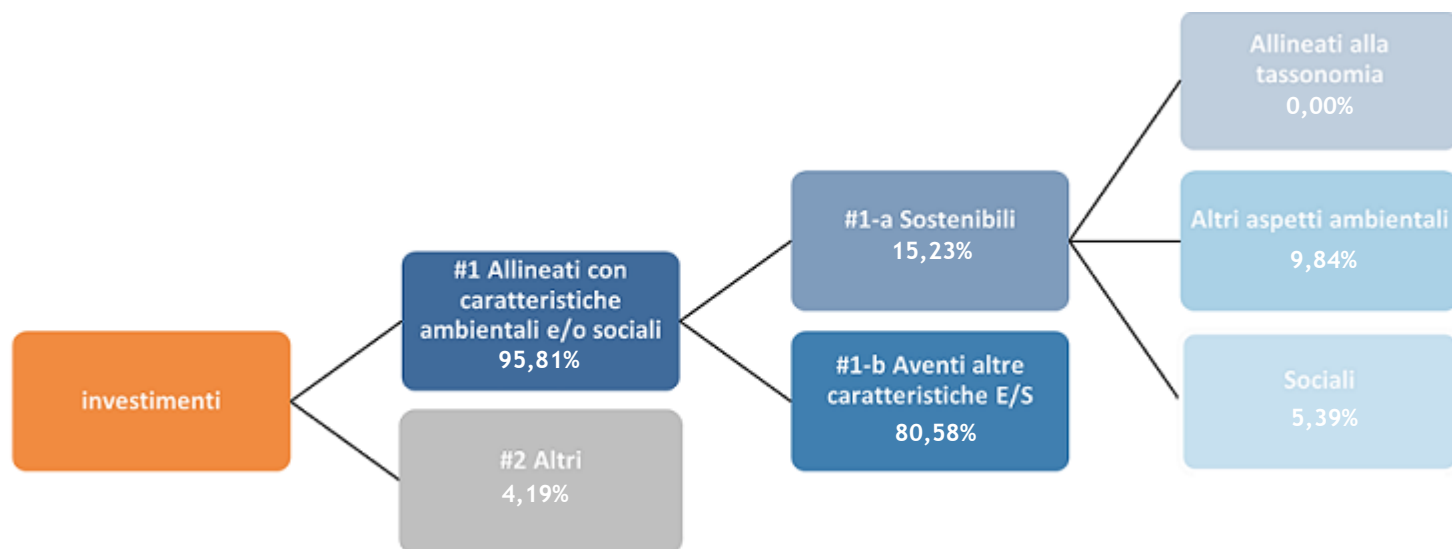 investimenti
#1 Allineati con
caratteristiche
ambientali e/o sociali
95,81%
#2 Altri
4,19%
#1-a Sostenibili
15,23%
#1-b Aventi altre
caratteristiche E/S
80,58%
Allineati alla
tassonomia
0,00%
Altri aspetti ambientali
9,84%
Sociali
5,39%